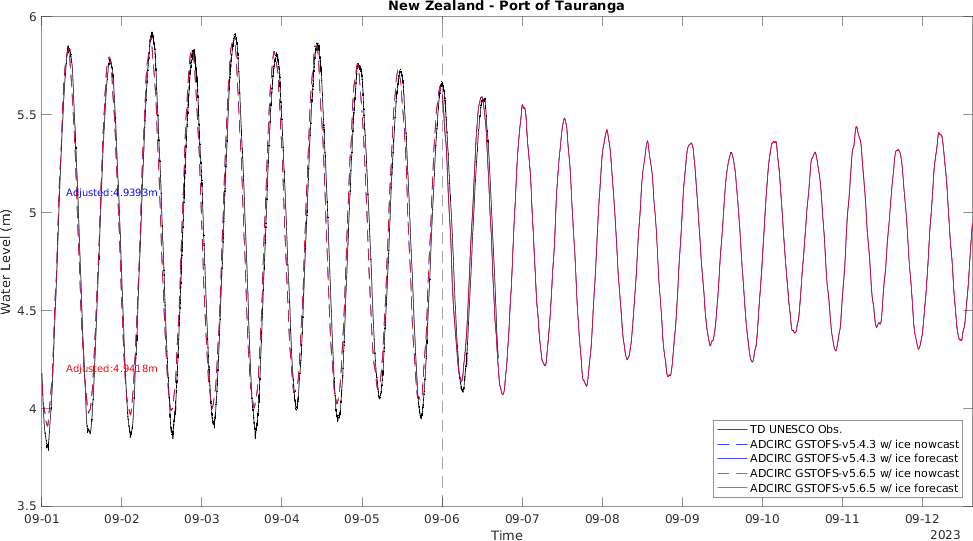 New Zealand - Port of Tauranga
6
5.5
5
4.5
4
3.5
Water Level (m)
Adjusted:4.9393m
Adjusted:4.9418m
TD UNESCO Obs.
ADCIRC GSTOFS-v5.4.3 w/ ice nowcast
ADCIRC GSTOFS-v5.4.3 w/ ice forecast
ADCIRC GSTOFS-v5.6.5 w/ ice nowcast
ADCIRC GSTOFS-v5.6.5 w/ ice forecast
09-01 09-02 09-03 09-04 09-05 09-06 09-07 09-08 09-09 09-10 09-11 09-12
Time
2023